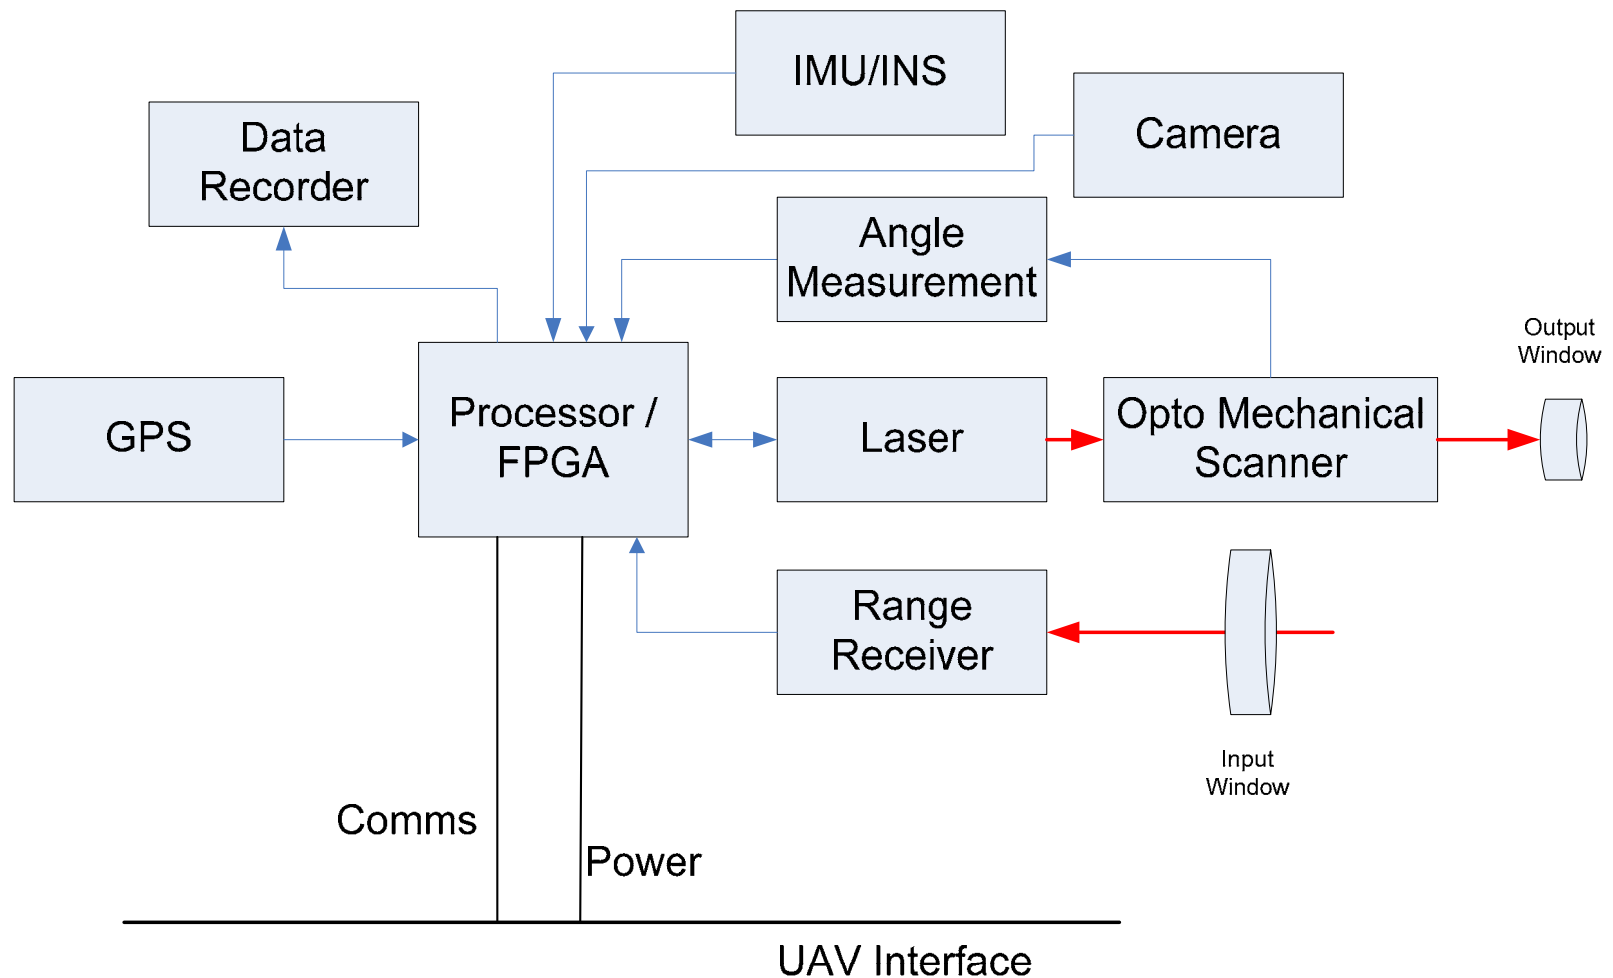 IMU/INS
Camera
Data
Recorder
Angle
Measurement
Output
Window
GPS
Processor /
FPGA
Laser
Opto Mechanical
Scanner
Range
Receiver
Input
Window
Comms
Power
UAV Interface